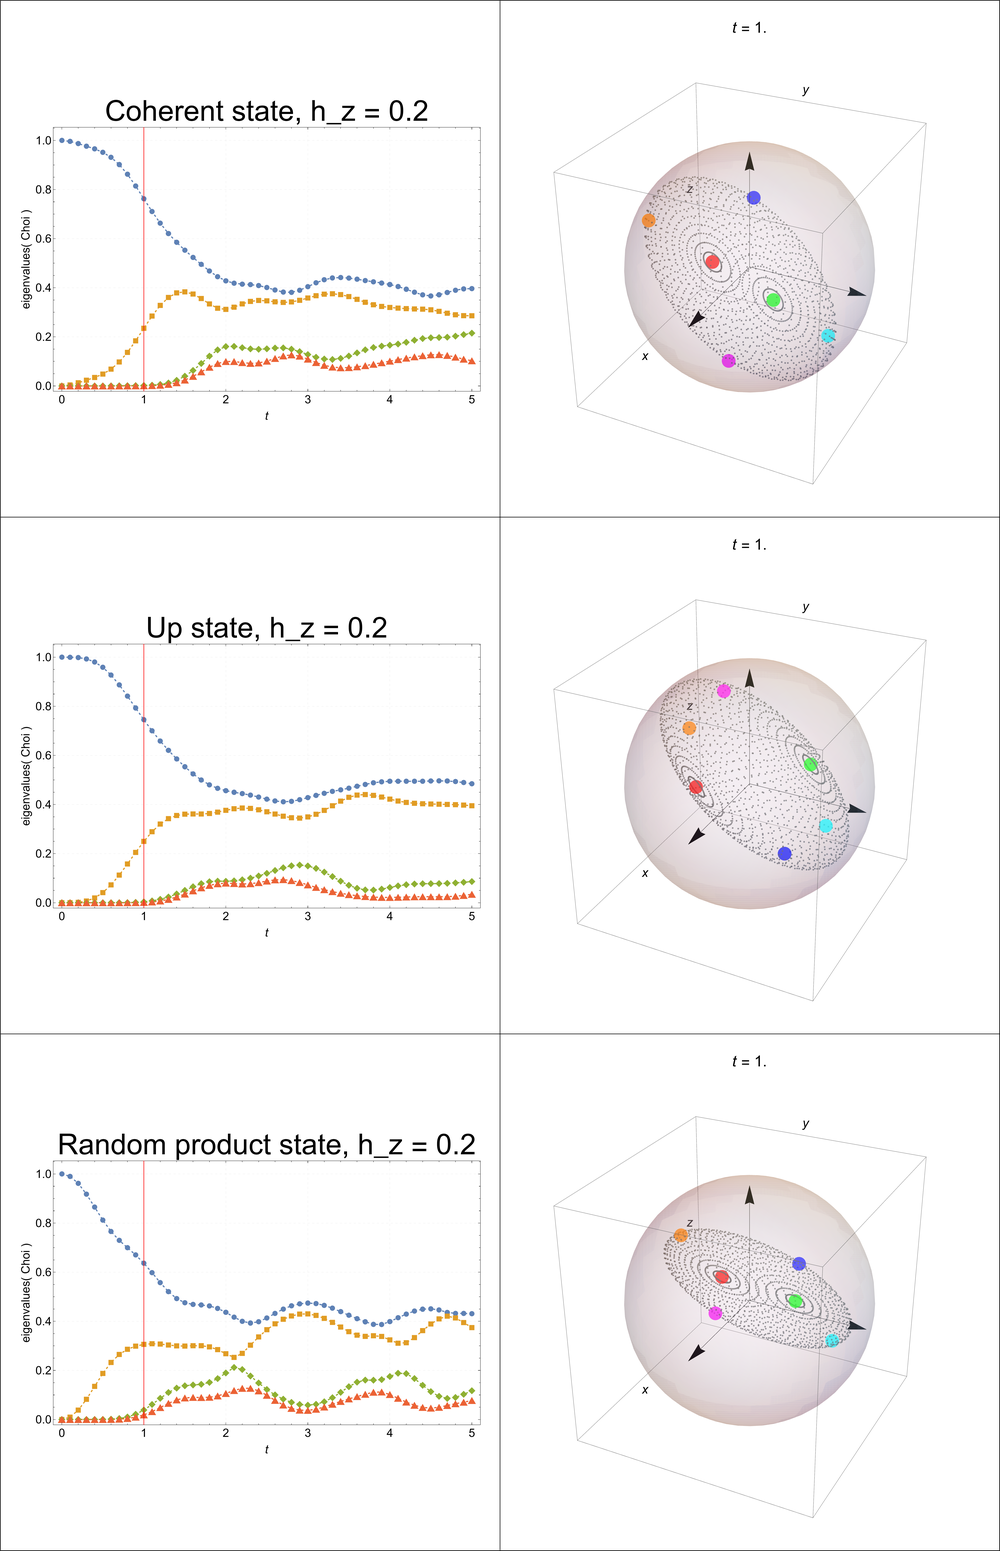 t = 1.
Coherent state, h_z = 0.2
eigenvalues( Choi )
1.0
0.8
0.6
0.4
0.2
0.0
0 1 2 3 4 5
t
y
z
x
t = 1.
Up state, h_z = 0.2
eigenvalues( Choi )
1.0
0.8
0.6
0.4
0.2
0.0
0 1 2 3 4 5
t
y
z
x
t = 1.
Random product state, h_z = 0.2
eigenvalues( Choi )
1.0
0.8
0.6
0.4
0.2
0.0
0 1 2 3 4 5
t
y
z
x